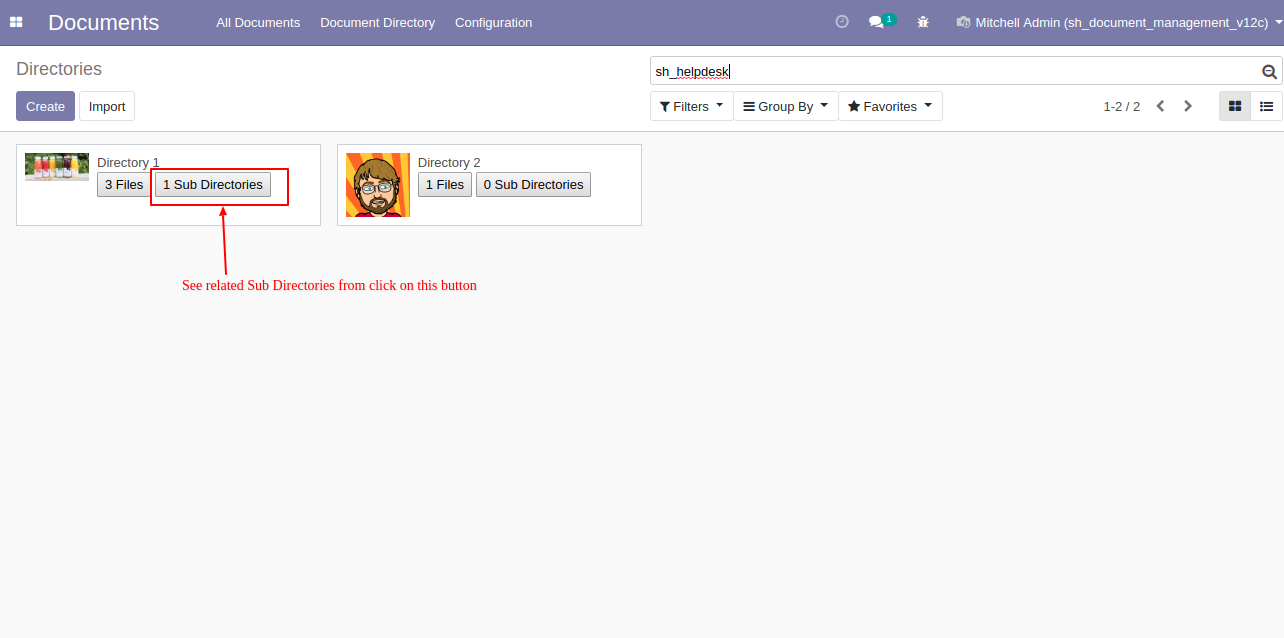 Documents All Documents Document Directory Configuration 1 Mitchell Admin (sh_document_management_v12c)
Directories
sh_helpdesk
Create Import
Filters Group By Favorites 1-2 / 2
Directory 1
3 Files 1 Sub Directories
Directory 2
1 Files 0 Sub Directories
See related Sub Directories from click on this button